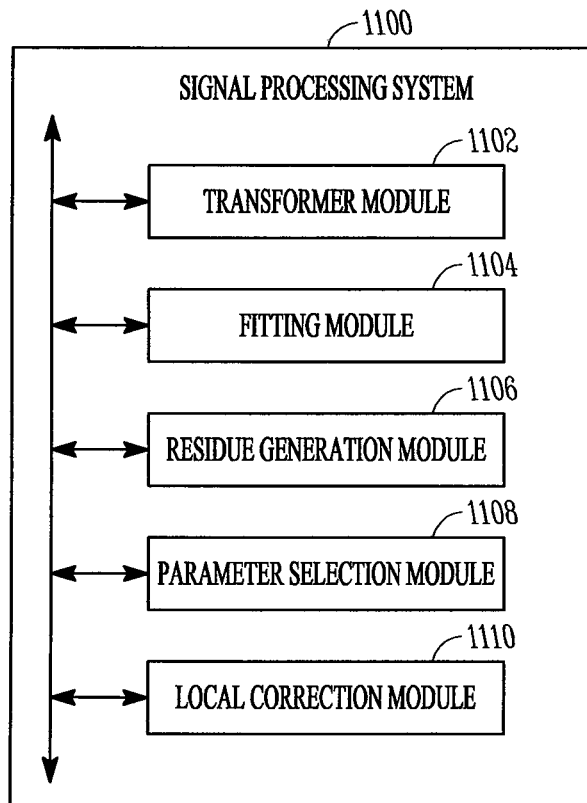 1100
SIGNAL PROCESSING SYSTEM
1102
TRANSFORMER MODULE
1104
FITTING MODULE
1106
RESIDUE GENERATION MODULE
1108
PARAMETER SELECTION MODULE
1110
LOCAL CORRECTION MODULE